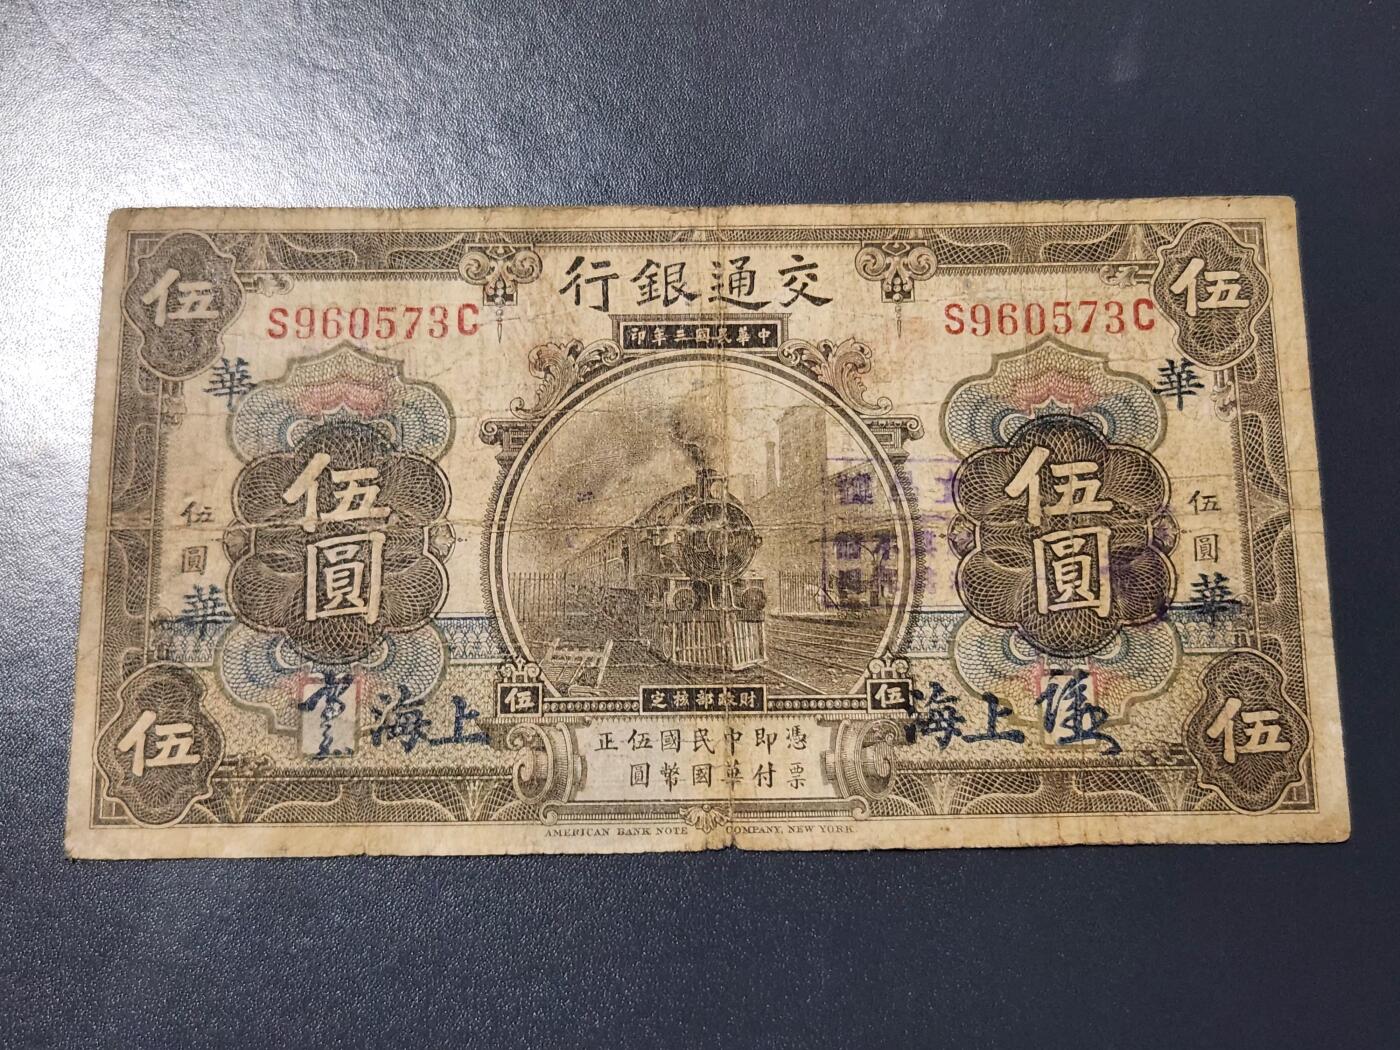 交通銀行
中華民國三年印
伍
伍
S960573C
S960573C
華
華
伍圓
伍圓
伍圓
伍圓
華
華
上海
上海
伍
財政部核定
伍
憑票即付中華民國國幣伍圓正
伍
伍
AMERICAN BANK NOTE COMPANY, NEW YORK.